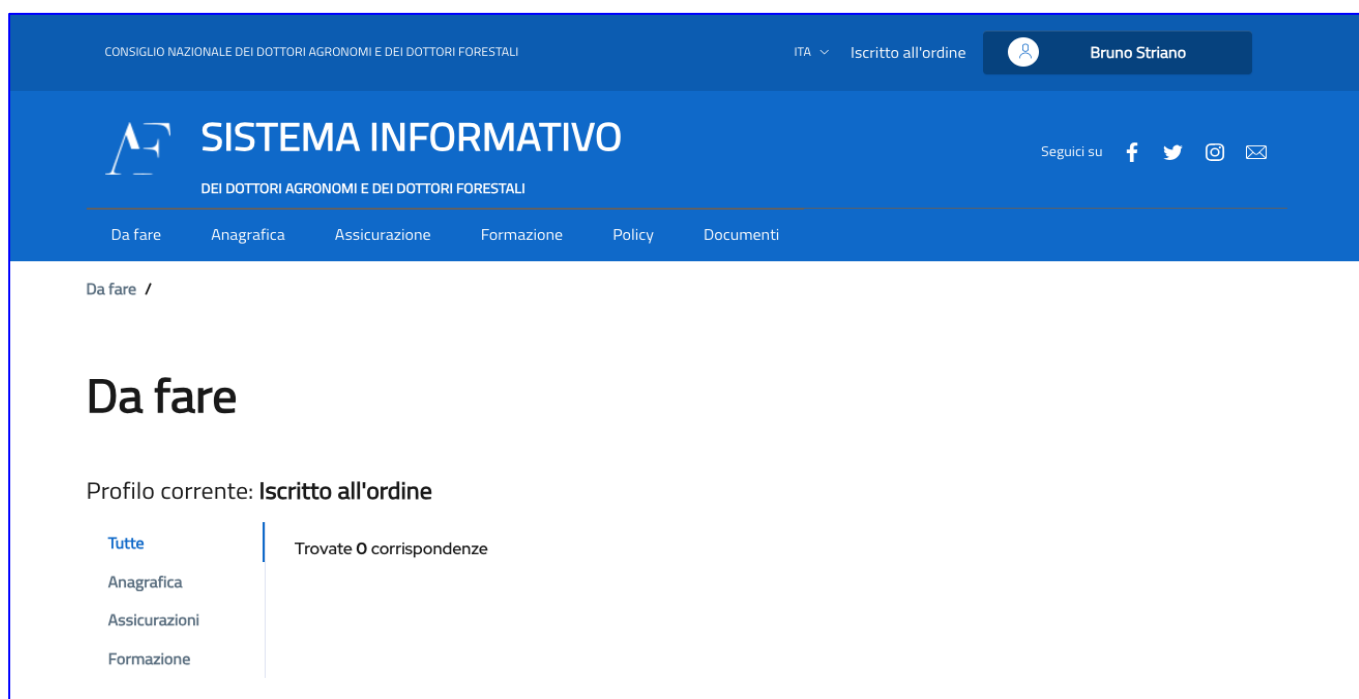 CONSIGLIO NAZIONALE DEI DOTTORI AGRONOMI E DEI DOTTORI FORESTALI
ITA Iscritto all'ordine Bruno Striano
SISTEMA INFORMATIVO
DEI DOTTORI AGRONOMI E DEI DOTTORI FORESTALI
Seguici su
Da fare Anagrafica Assicurazione Formazione Policy Documenti
Da fare /
Da fare
Profilo corrente: Iscritto all'ordine
Tutte
Trovate 0 corrispondenze
Anagrafica
Assicurazioni
Formazione